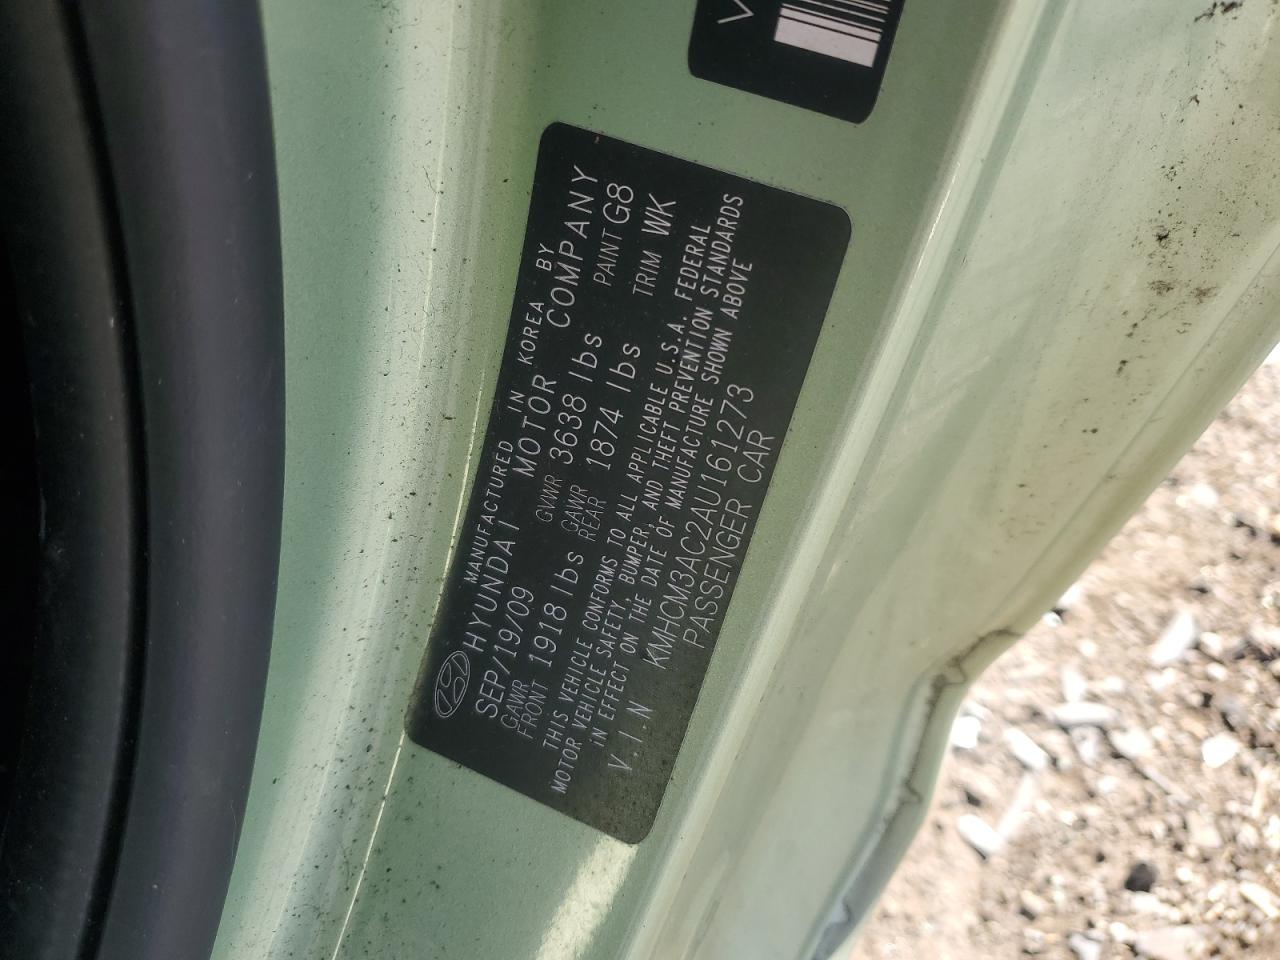 V
MANUFACTURED IN KOREA BY
HYUNDAI MOTOR COMPANY
SEP/19/09 GVWR 3638 lbs PAINT G8
GAWR FRONT 1918 lbs GAWR REAR 1874 lbs TRIM WK
THIS VEHICLE CONFORMS TO ALL APPLICABLE U.S.A. FEDERAL
MOTOR VEHICLE SAFETY, BUMPER, AND THEFT PREVENTION STANDARDS
IN EFFECT ON THE DATE OF MANUFACTURE SHOWN ABOVE
V.I.N KMHCM3AC2AU161273
PASSENGER CAR